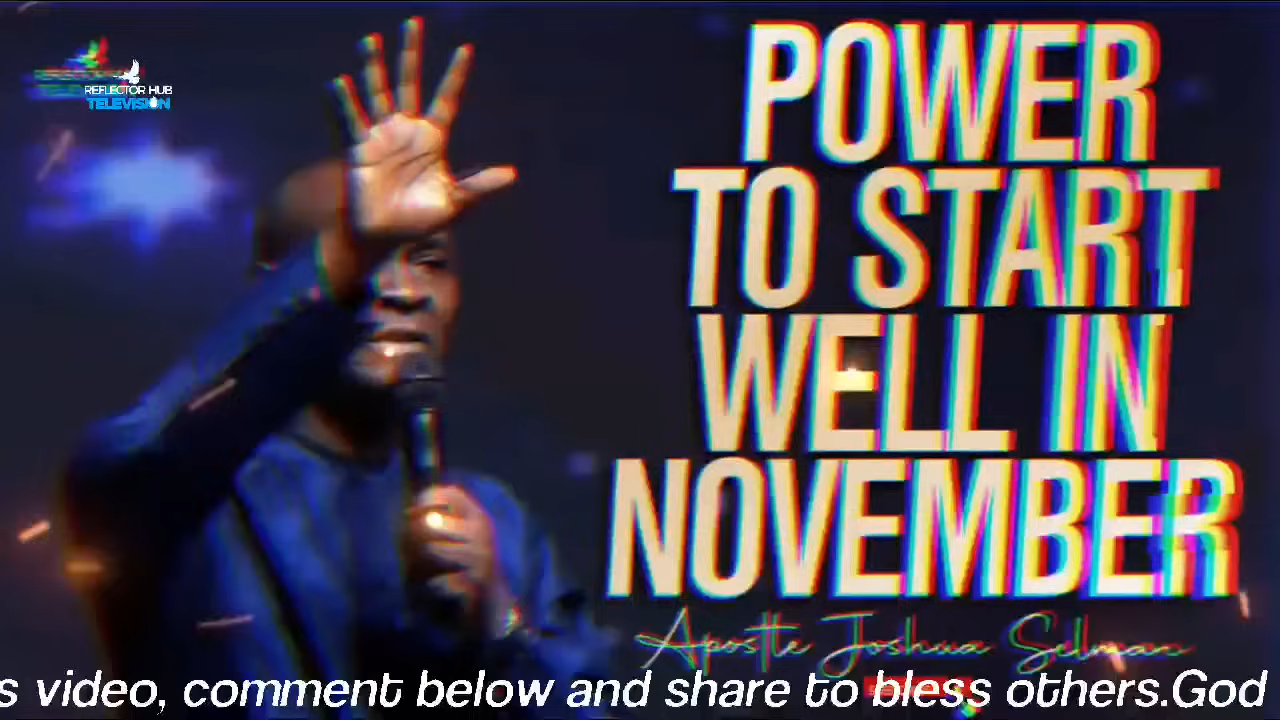 REFLECTOR HUB
TELEVISION
POWER
TO START
WELL IN
NOVEMBER
Apostle Joshua Selman
s video, comment below and share to bless others.God